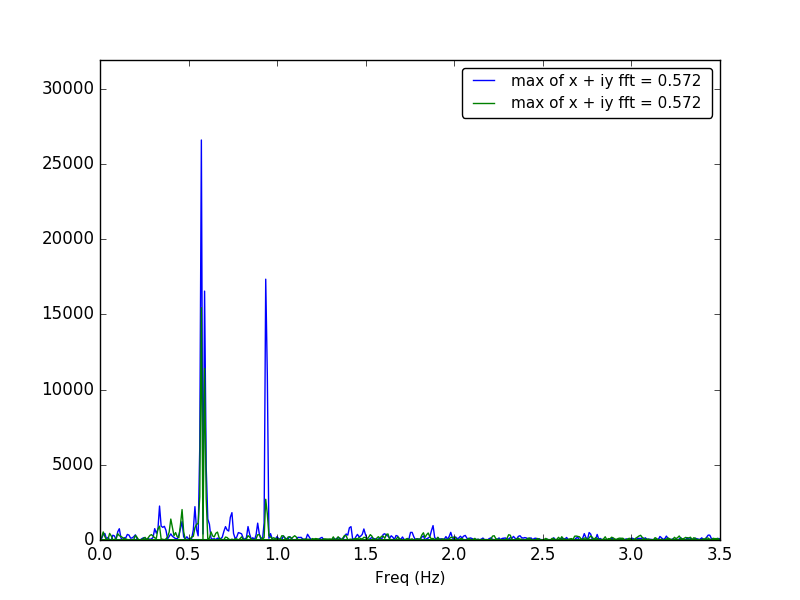 max of x + iy fft = 0.572
max of x + iy fft = 0.572
30000
25000
20000
15000
10000
5000
0
0.0 0.5 1.0 1.5 2.0 2.5 3.0 3.5
Freq (Hz)